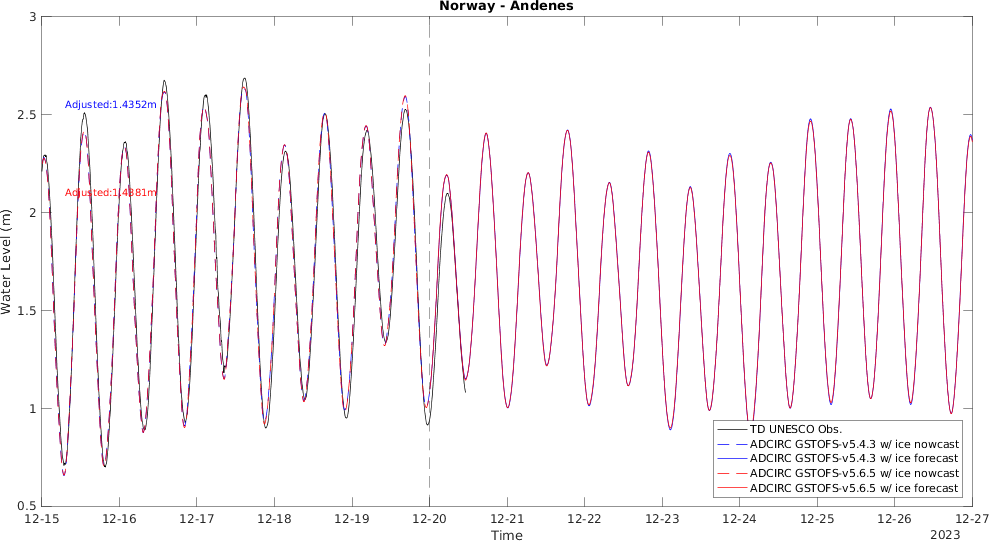 Norway - Andenes
3
2.5
2
1.5
1
0.5
Water Level (m)
Adjusted:1.4352m
Adjusted:1.4381m
TD UNESCO Obs.
ADCIRC GSTOFS-v5.4.3 w/ ice nowcast
ADCIRC GSTOFS-v5.4.3 w/ ice forecast
ADCIRC GSTOFS-v5.6.5 w/ ice nowcast
ADCIRC GSTOFS-v5.6.5 w/ ice forecast
12-15 12-16 12-17 12-18 12-19 12-20 12-21 12-22 12-23 12-24 12-25 12-26 12-27
Time
2023